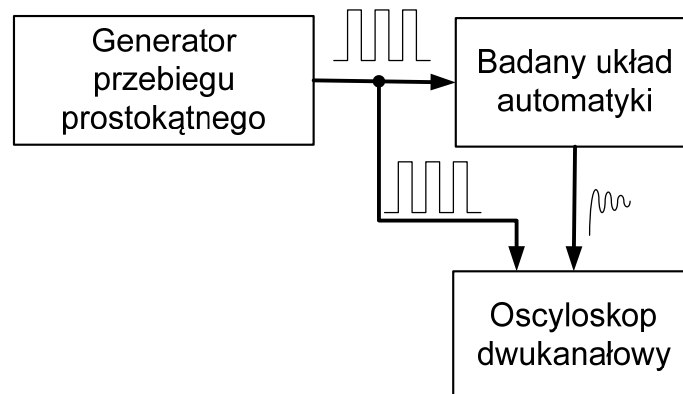 Generator
przebiegu
prostokątnego
Badany układ
automatyki
Oscyloskop
dwukanałowy